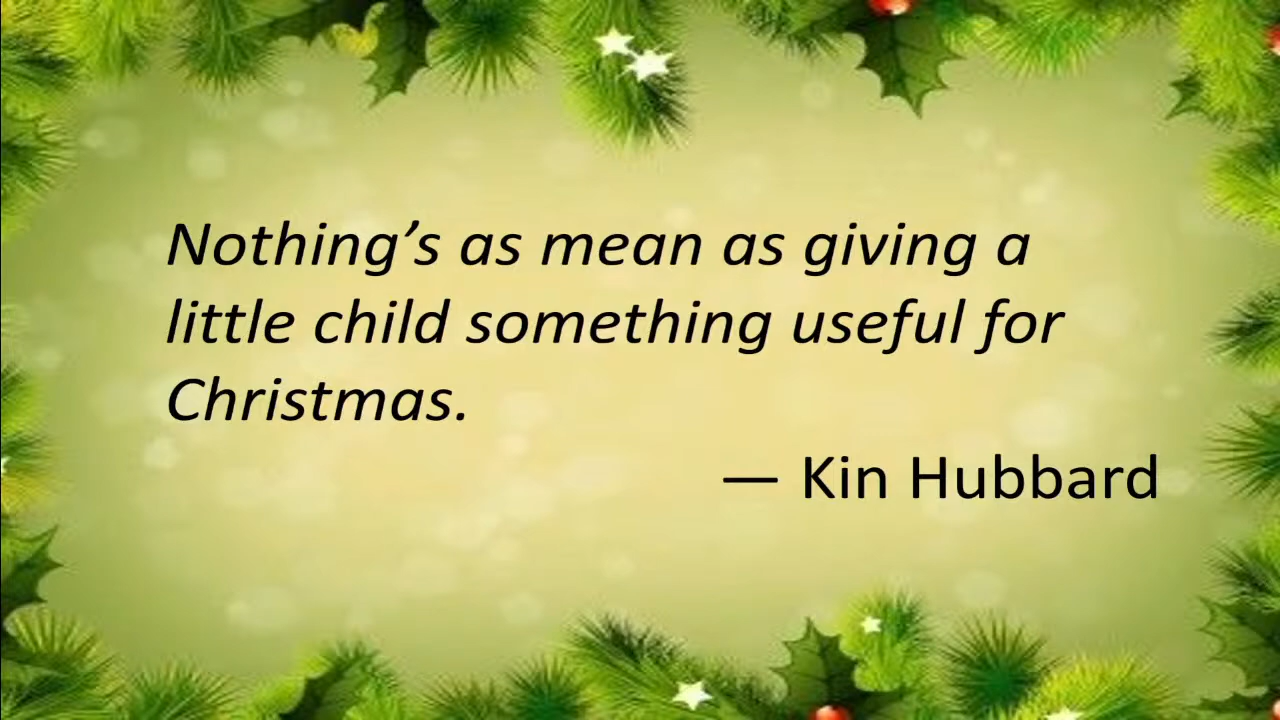 Nothing’s as mean as giving a
little child something useful for
Christmas.
— Kin Hubbard